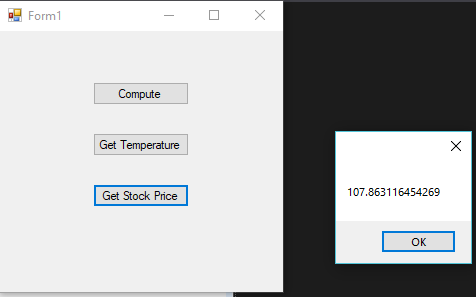 Form1
Compute
Get Temperature
Get Stock Price
107.863116454269
OK